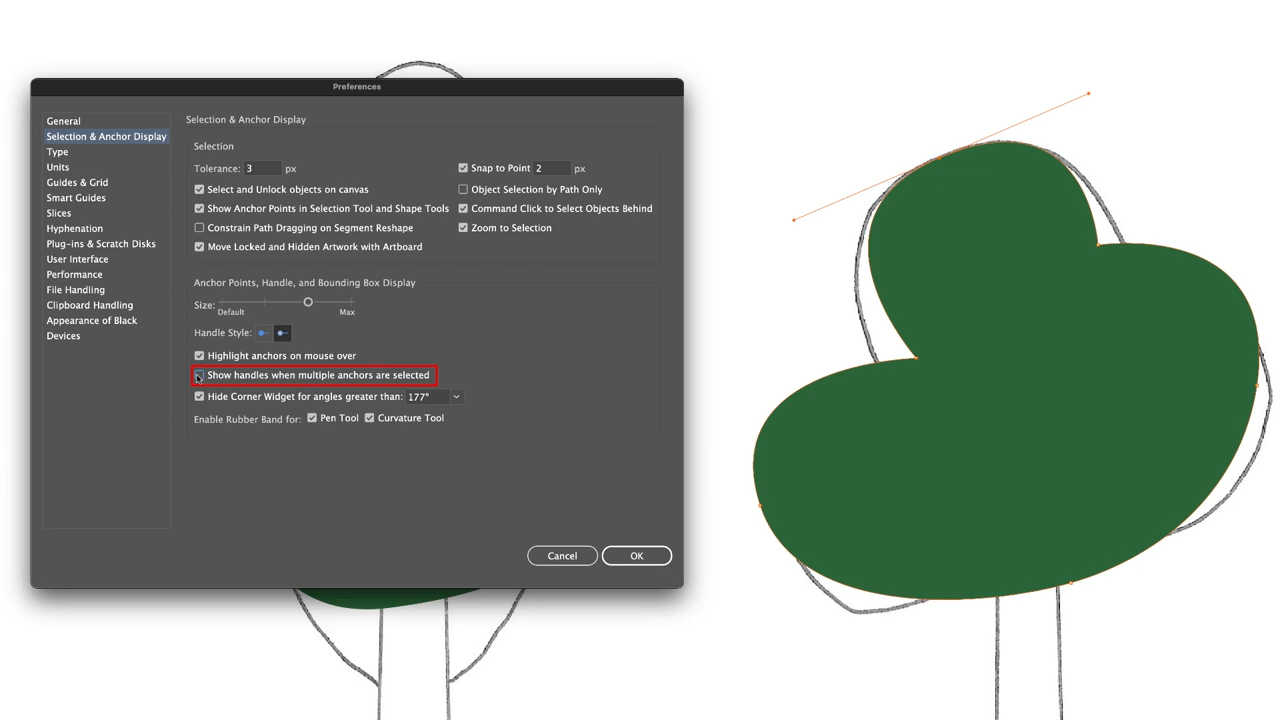 Preferences
General
Selection & Anchor Display
Type
Units
Guides & Grid
Smart Guides
Slices
Hyphenation
Plug-ins & Scratch Disks
User Interface
Performance
File Handling
Clipboard Handling
Appearance of Black
Devices
Selection & Anchor Display
Selection
Tolerance: 3 px
Snap to Point 2 px
Select and Unlock objects on canvas
Object Selection by Path Only
Show Anchor Points in Selection Tool and Shape Tools
Command Click to Select Objects Behind
Constrain Path Dragging on Segment Reshape
Zoom to Selection
Move Locked and Hidden Artwork with Artboard
Anchor Points, Handle, and Bounding Box Display
Size:
Default Max
Handle Style:
Highlight anchors on mouse over
Show handles when multiple anchors are selected
Hide Corner Widget for angles greater than: 177°
Enable Rubber Band for: Pen Tool Curvature Tool
Cancel OK